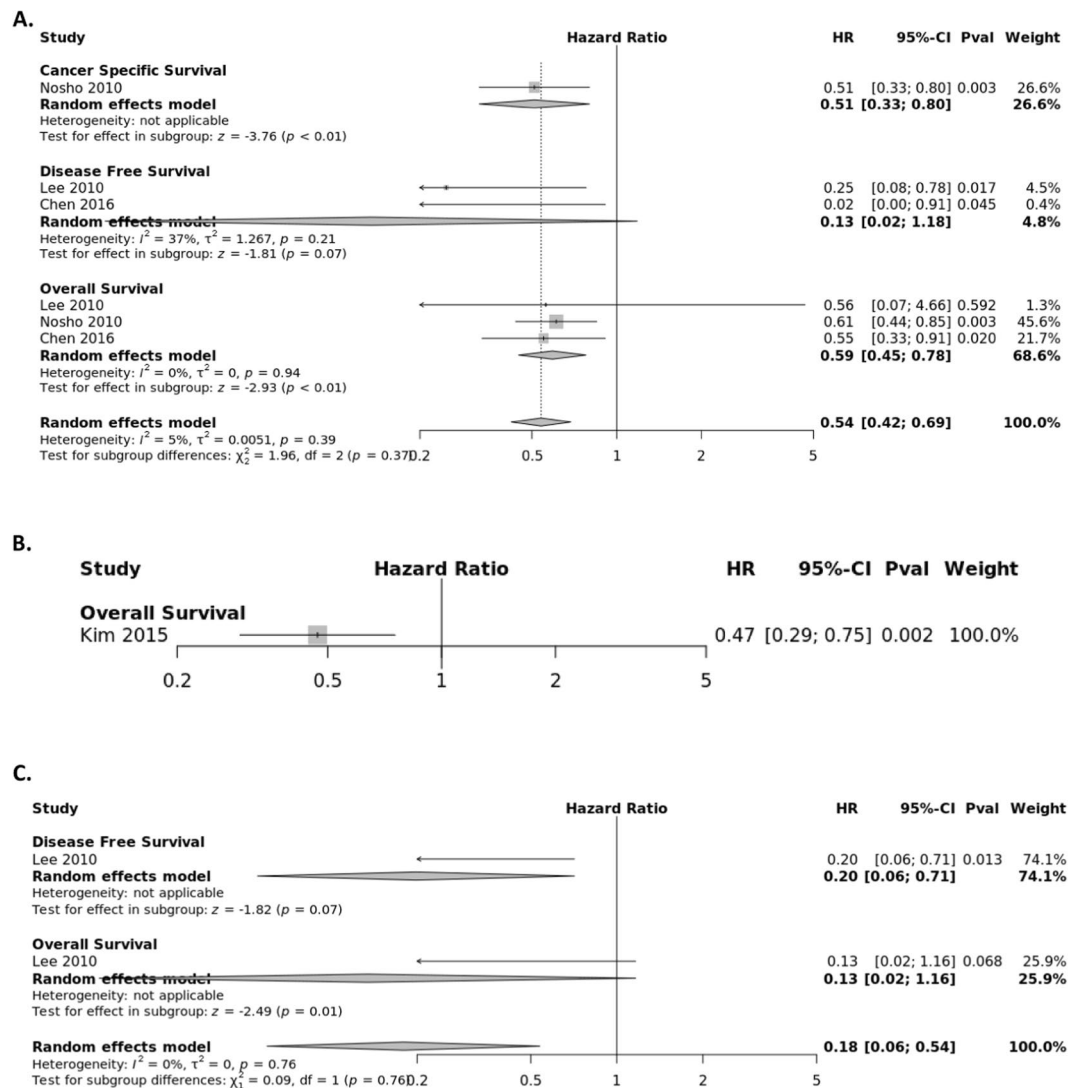 A.
Study Hazard Ratio HR 95%-CI Pval Weight
Cancer Specific Survival
Nosho 2010 0.51 [0.33; 0.80] 0.003 26.6%
Random effects model 0.51 [0.33; 0.80] 26.6%
Heterogeneity: not applicable
Test for effect in subgroup: z = -3.76 (p < 0.01)
Disease Free Survival
Lee 2010 0.25 [0.08; 0.78] 0.017 4.5%
Chen 2016 0.02 [0.00; 0.91] 0.045 0.4%
Random effects model 0.13 [0.02; 1.18] 4.8%
Heterogeneity: I² = 37%, τ² = 1.267, p = 0.21
Test for effect in subgroup: z = -1.81 (p = 0.07)
Overall Survival
Lee 2010 0.56 [0.07; 4.66] 0.592 1.3%
Nosho 2010 0.61 [0.44; 0.85] 0.003 45.6%
Chen 2016 0.55 [0.33; 0.91] 0.020 21.7%
Random effects model 0.59 [0.45; 0.78] 68.6%
Heterogeneity: I² = 0%, τ² = 0, p = 0.94
Test for effect in subgroup: z = -2.93 (p < 0.01)
Random effects model 0.54 [0.42; 0.69] 100.0%
Heterogeneity: I² = 5%, τ² = 0.0051, p = 0.39
Test for subgroup differences: χ²₂ = 1.96, df = 2 (p = 0.37) 0.2 0.5 1 2 5
B.
Study Hazard Ratio HR 95%-CI Pval Weight
Overall Survival
Kim 2015 0.47 [0.29; 0.75] 0.002 100.0%
0.2 0.5 1 2 5
C.
Study Hazard Ratio HR 95%-CI Pval Weight
Disease Free Survival
Lee 2010 0.20 [0.06; 0.71] 0.013 74.1%
Random effects model 0.20 [0.06; 0.71] 74.1%
Heterogeneity: not applicable
Test for effect in subgroup: z = -1.82 (p = 0.07)
Overall Survival
Lee 2010 0.13 [0.02; 1.16] 0.068 25.9%
Random effects model 0.13 [0.02; 1.16] 25.9%
Heterogeneity: not applicable
Test for effect in subgroup: z = -2.49 (p = 0.01)
Random effects model 0.18 [0.06; 0.54] 100.0%
Heterogeneity: I² = 0%, τ² = 0, p = 0.76
Test for subgroup differences: χ²₁ = 0.09, df = 1 (p = 0.76) 0.2 0.5 1 2 5